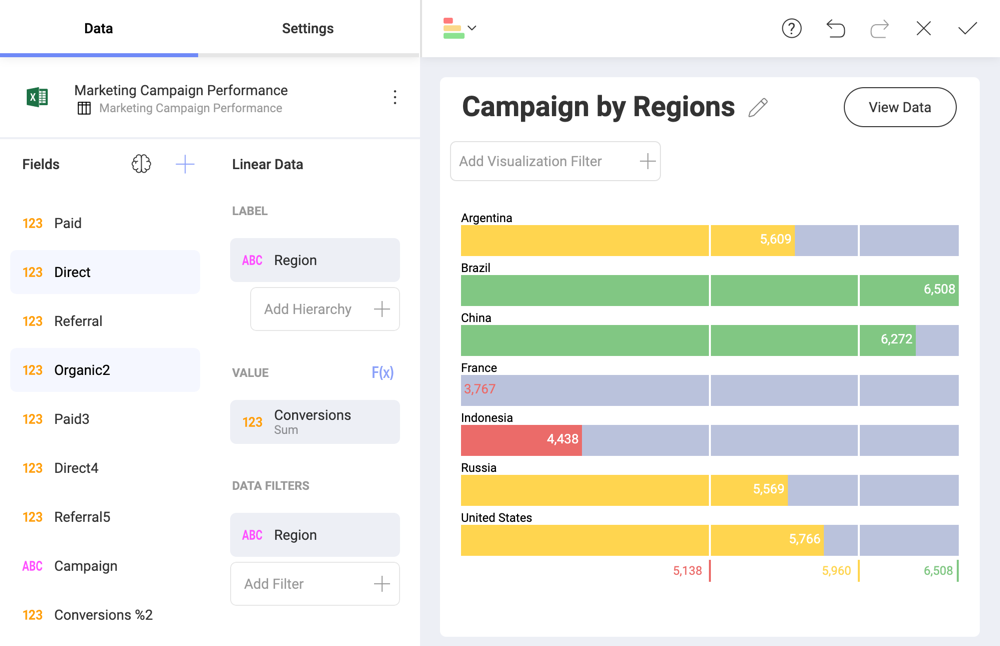 Data
Settings
Marketing Campaign Performance
Marketing Campaign Performance
Fields
123 Paid
123 Direct
123 Referral
123 Organic2
123 Paid3
123 Direct4
123 Referral5
ABC Campaign
123 Conversions %2
Linear Data
LABEL
ABC Region
Add Hierarchy
VALUE F(x)
123 Conversions
Sum
DATA FILTERS
ABC Region
Add Filter
Campaign by Regions
View Data
Add Visualization Filter
Argentina
5,609
Brazil
6,508
China
6,272
France
3,767
Indonesia
4,438
Russia
5,569
United States
5,766
5,138 5,960 6,508